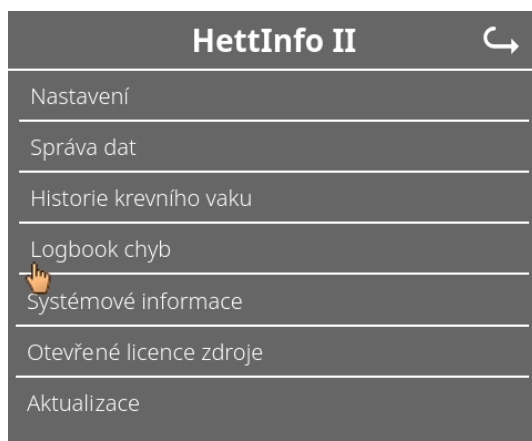 HettInfo II
Nastavení
Správa dat
Historie krevního vaku
Logbook chyb
Systémové informace
Otevřené licence zdroje
Aktualizace